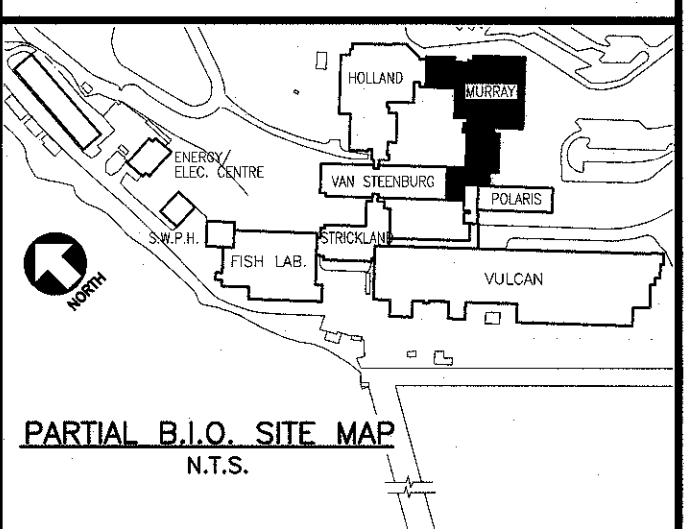 HOLLAND
MURRAY
ENERGY/
ELEC. CENTRE
VAN STEENBURG
POLARIS
S.W.P.H.
STRICKLAND
FISH LAB.
VULCAN
NORTH
PARTIAL B.I.O. SITE MAP
N.T.S.